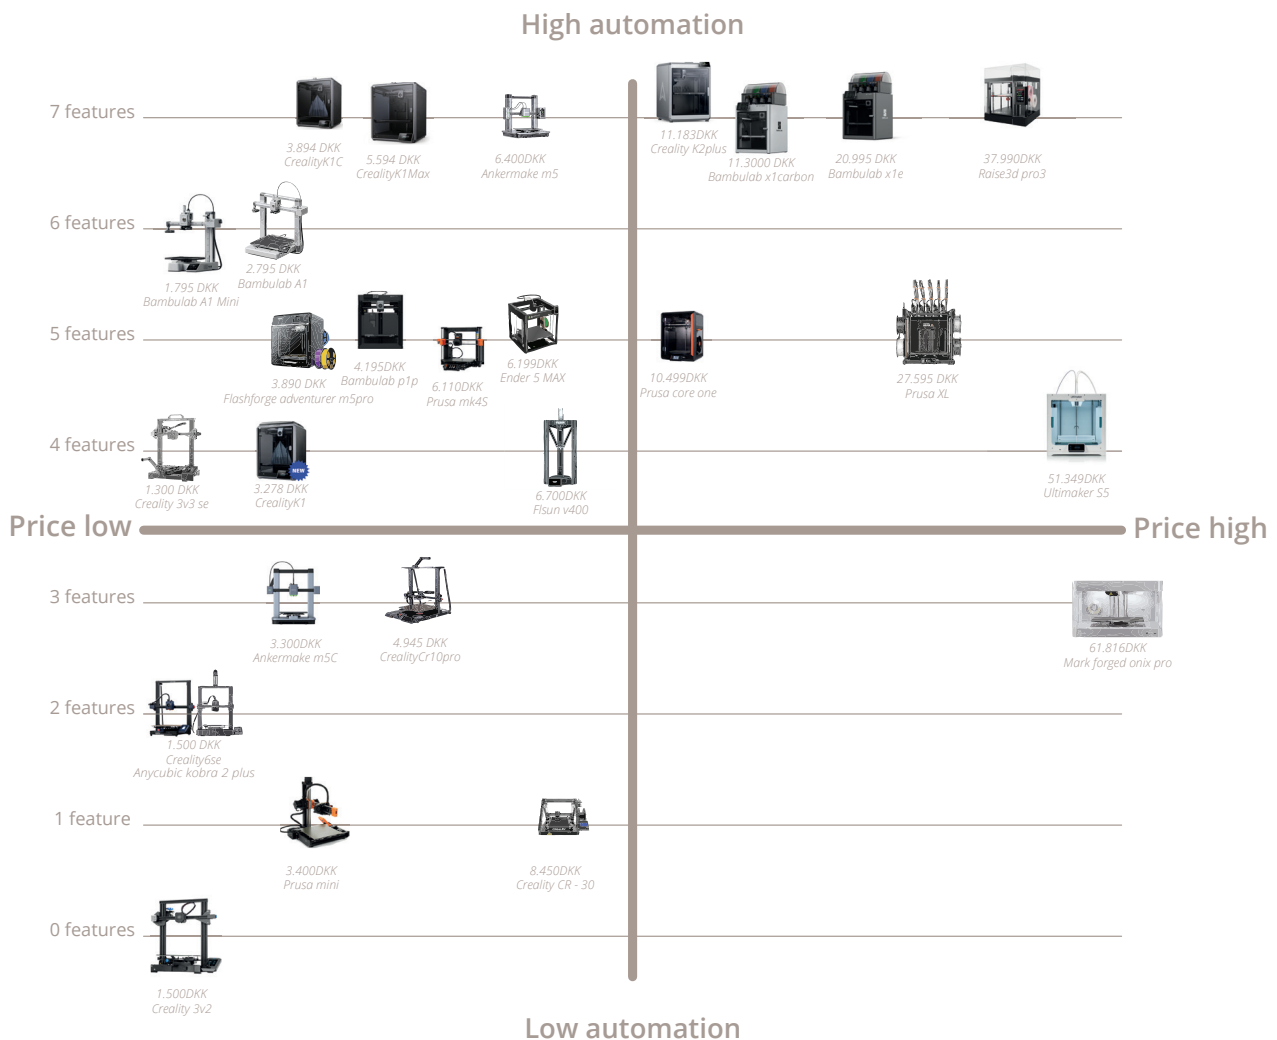 High automation
7 features
3.894 DKK
CrealityK1C
5.594 DKK
CrealityK1Max
6.400DKK
Ankermake m5
11.183DKK
Creality K2plus
11.3000 DKK
Bambulab x1carbon
20.995 DKK
Bambulab x1e
37.990DKK
Raise3d pro3
6 features
1.795 DKK
Bambulab A1 Mini
2.795 DKK
Bambulab A1
5 features
3.890 DKK
Flashforge adventurer m5pro
4.195DKK
Bambulab p1p
6.110DKK
Prusa mk4S
6.199DKK
Ender 5 MAX
10.499DKK
Prusa core one
27.595 DKK
Prusa XL
4 features
1.300 DKK
Creality 3v3 se
NEW
3.278 DKK
CrealityK1
6.700DKK
Flsun v400
51.349DKK
Ultimaker S5
Price low
Price high
3 features
3.300DKK
Ankermake m5C
4.945 DKK
CrealityCr10pro
61.816DKK
Mark forged onix pro
2 features
1.500 DKK
Creality6se
Anycubic kobra 2 plus
1 feature
3.400DKK
Prusa mini
8.450DKK
Creality CR - 30
0 features
1.500DKK
Creality 3v2
Low automation